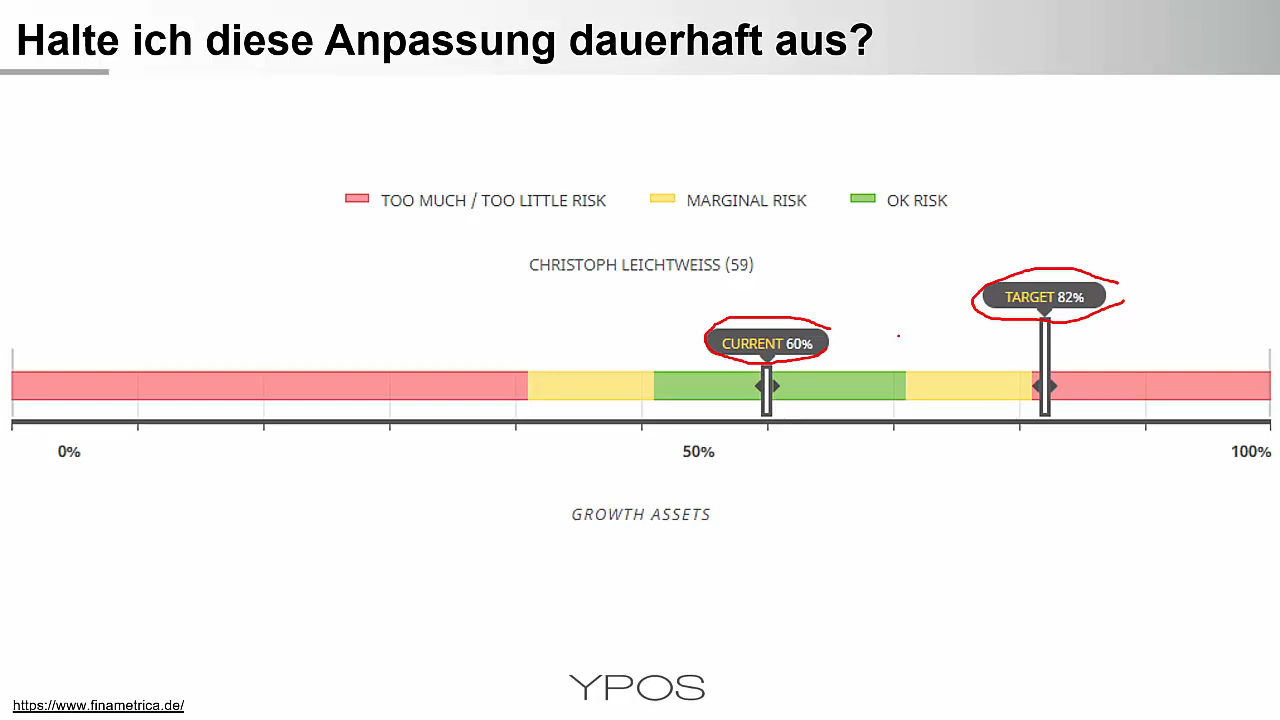 Halte ich diese Anpassung dauerhaft aus?
TOO MUCH / TOO LITTLE RISK MARGINAL RISK OK RISK
CHRISTOPH LEICHTWEISS (59)
TARGET 82%
CURRENT 60%
0% 50% 100%
GROWTH ASSETS
YPOS
https://www.finametrica.de/